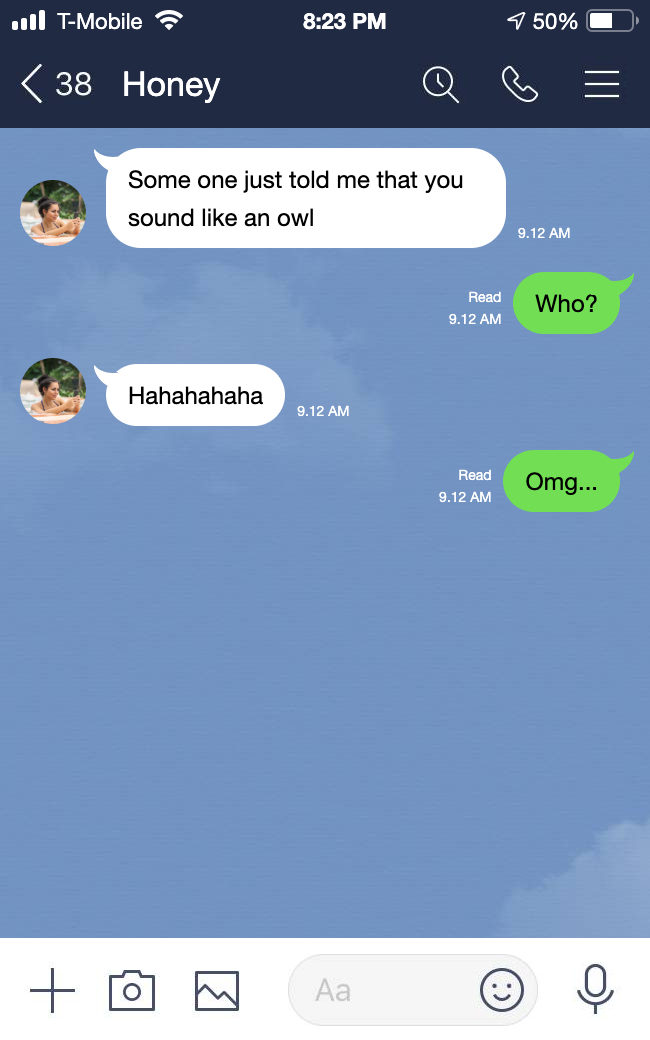 T-Mobile 8:23 PM 50%
38 Honey
Some one just told me that you
sound like an owl
9.12 AM
Read
9.12 AM
Who?
Hahahahaha
9.12 AM
Read
9.12 AM
Omg...
Aa